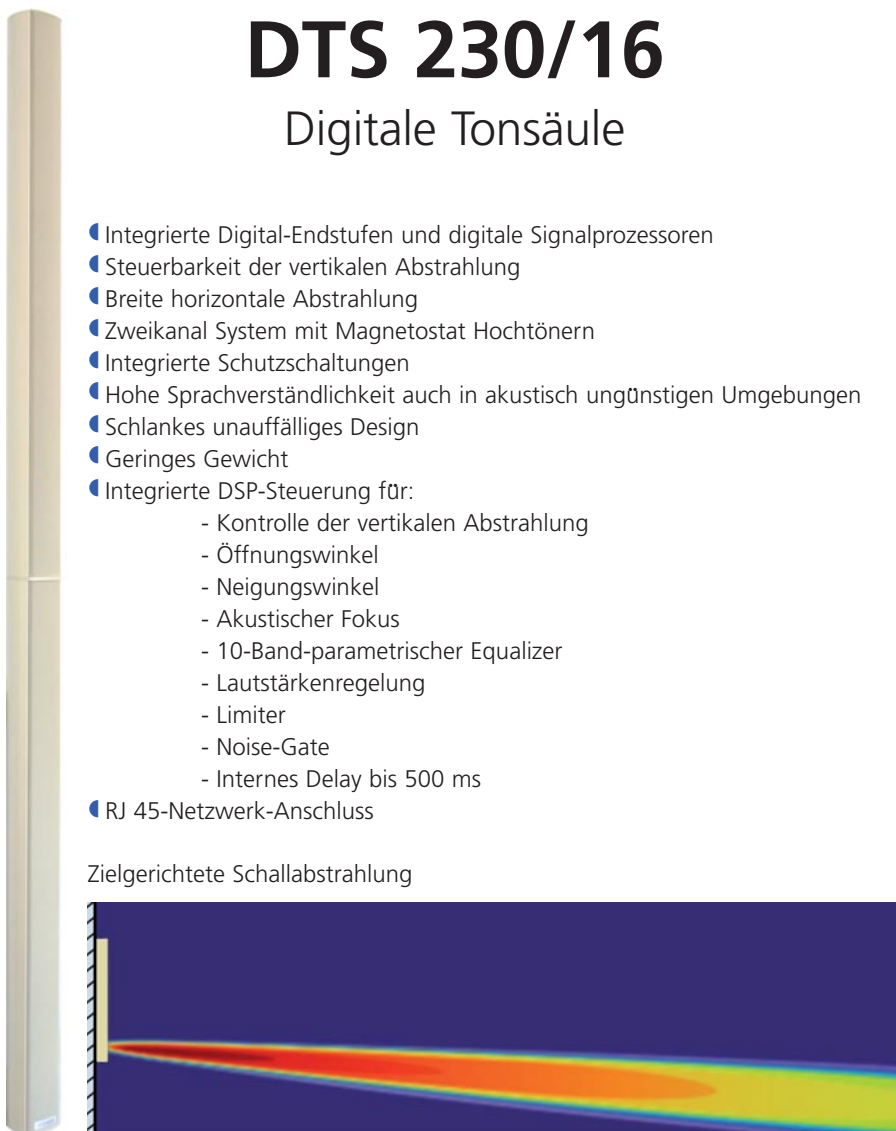 DTS 230/16
Digitale Tonsäule
Integrierte Digital-Endstufen und digitale Signalprozessoren
Steuerbarkeit der vertikalen Abstrahlung
Breite horizontale Abstrahlung
Zweikanal System mit Magnetostat Hochtönern
Integrierte Schutzschaltungen
Hohe Sprachverständlichkeit auch in akustisch ungünstigen Umgebungen
Schlankes unauffälliges Design
Geringes Gewicht
Integrierte DSP-Steuerung für:
- Kontrolle der vertikalen Abstrahlung
- Öffnungswinkel
- Neigungswinkel
- Akustischer Fokus
- 10-Band-parametrischer Equalizer
- Lautstärkenregelung
- Limiter
- Noise-Gate
- Internes Delay bis 500 ms
RJ 45-Netzwerk-Anschluss
Zielgerichtete Schallabstrahlung